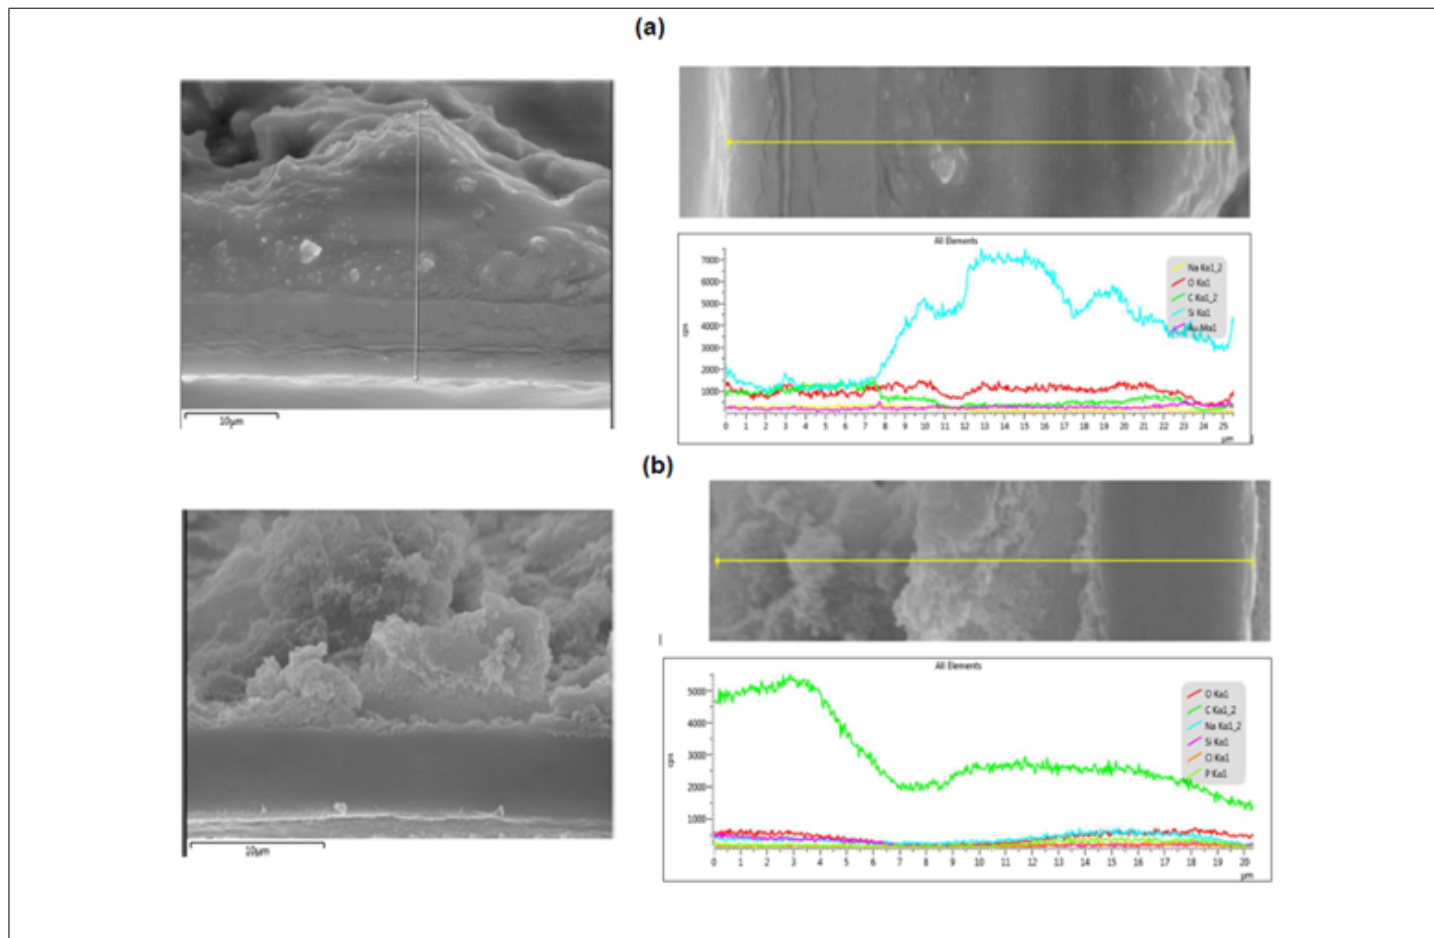 (a)
10μm
All Elements
7000
6000
5000
4000
3000
2000
1000
cps
Na Kα1_2
O Kα1
C Kα1_2
Si Kα1
Au Mα1
0 1 2 3 4 5 6 7 8 9 10 11 12 13 14 15 16 17 18 19 20 21 22 23 24 25
μm
(b)
10μm
All Elements
5000
4000
3000
2000
1000
cps
O Kα1
C Kα1_2
Na Kα1_2
Si Kα1
Cl Kα1
P Kα1
0 1 2 3 4 5 6 7 8 9 10 11 12 13 14 15 16 17 18 19 20
μm